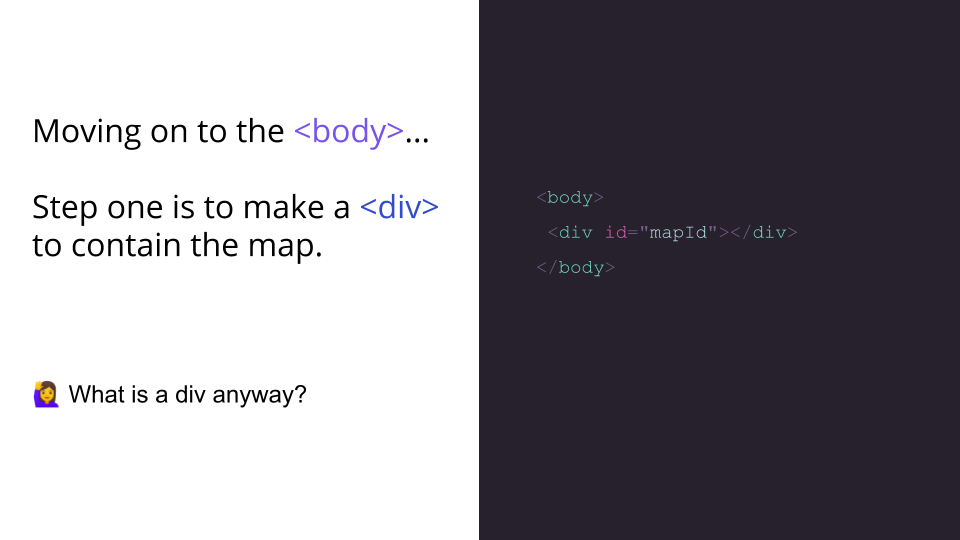 Moving on to the <body>...
Step one is to make a <div>
to contain the map.
🙋‍♀️ What is a div anyway?
<body>
<div id="mapId"></div>
</body>